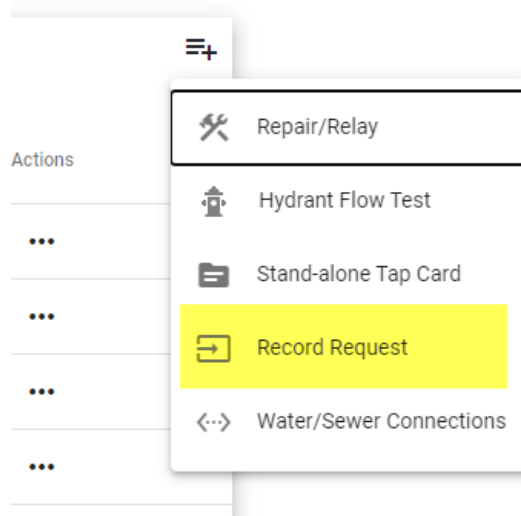 Actions
Repair/Relay
Hydrant Flow Test
Stand-alone Tap Card
Record Request
Water/Sewer Connections